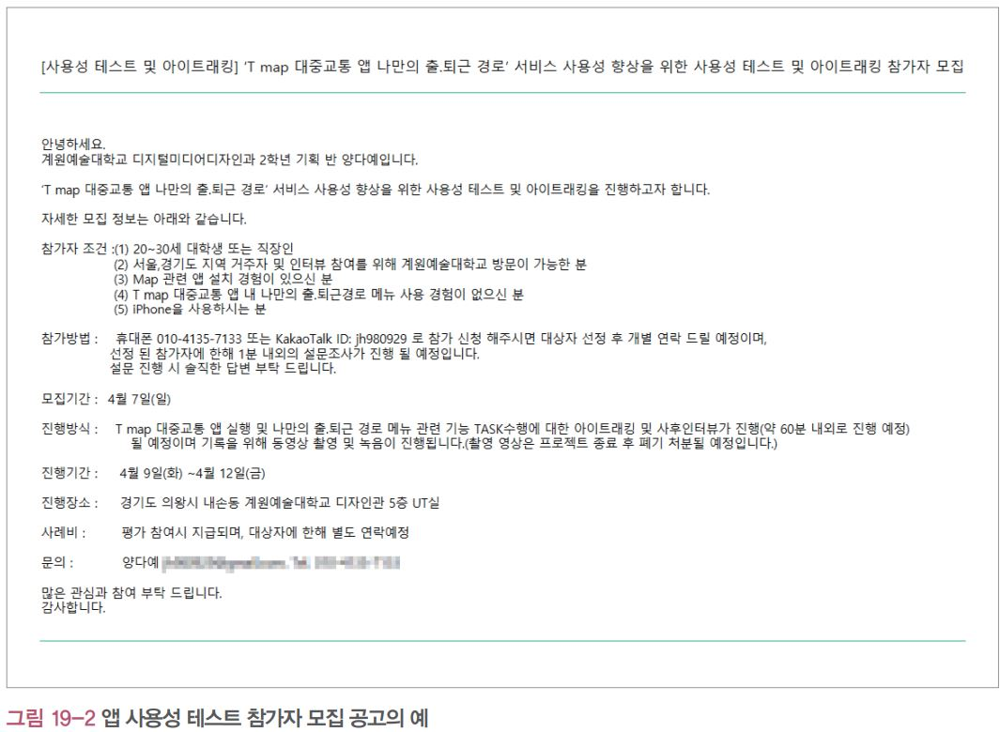 [사용성 테스트 및 아이트래킹] ‘T map 대중교통 앱 나만의 출.퇴근 경로’ 서비스 사용성 향상을 위한 사용성 테스트 및 아이트래킹 참가자 모집
안녕하세요.
계원예술대학교 디지털미디어디자인과 2학년 기획 반 양다예입니다.
‘T map 대중교통 앱 나만의 출.퇴근 경로’ 서비스 사용성 향상을 위한 사용성 테스트 및 아이트래킹을 진행하고자 합니다.
자세한 모집 정보는 아래와 같습니다.
참가자 조건 :(1) 20~30세 대학생 또는 직장인
(2) 서울,경기도 지역 거주자 및 인터뷰 참여를 위해 계원예술대학교 방문이 가능한 분
(3) Map 관련 앱 설치 경험이 있으신 분
(4) T map 대중교통 앱 내 나만의 출.퇴근경로 메뉴 사용 경험이 없으신 분
(5) iPhone을 사용하시는 분
참가방법 : 휴대폰 010-4135-7133 또는 KakaoTalk ID: jh980929 로 참가 신청 해주시면 대상자 선정 후 개별 연락 드릴 예정이며,
선정 된 참가자에 한해 1분 내외의 설문조사가 진행 될 예정입니다.
설문 진행 시 솔직한 답변 부탁 드립니다.
모집기간 : 4월 7일(일)
진행방식 : T map 대중교통 앱 실행 및 나만의 출.퇴근 경로 메뉴 관련 기능 TASK수행에 대한 아이트래킹 및 사후인터뷰가 진행(약 60분 내외로 진행 예정)
될 예정이며 기록을 위해 동영상 촬영 및 녹음이 진행됩니다.(촬영 영상은 프로젝트 종료 후 폐기 처분될 예정입니다.)
진행기간 : 4월 9일(화) ~4월 12일(금)
진행장소 : 경기도 의왕시 내손동 계원예술대학교 디자인관 5층 UT실
사례비 : 평가 참여시 지급되며, 대상자에 한해 별도 연락예정
문의 : 양다예
많은 관심과 참여 부탁 드립니다.
감사합니다.
그림 19-2 앱 사용성 테스트 참가자 모집 공고의 예